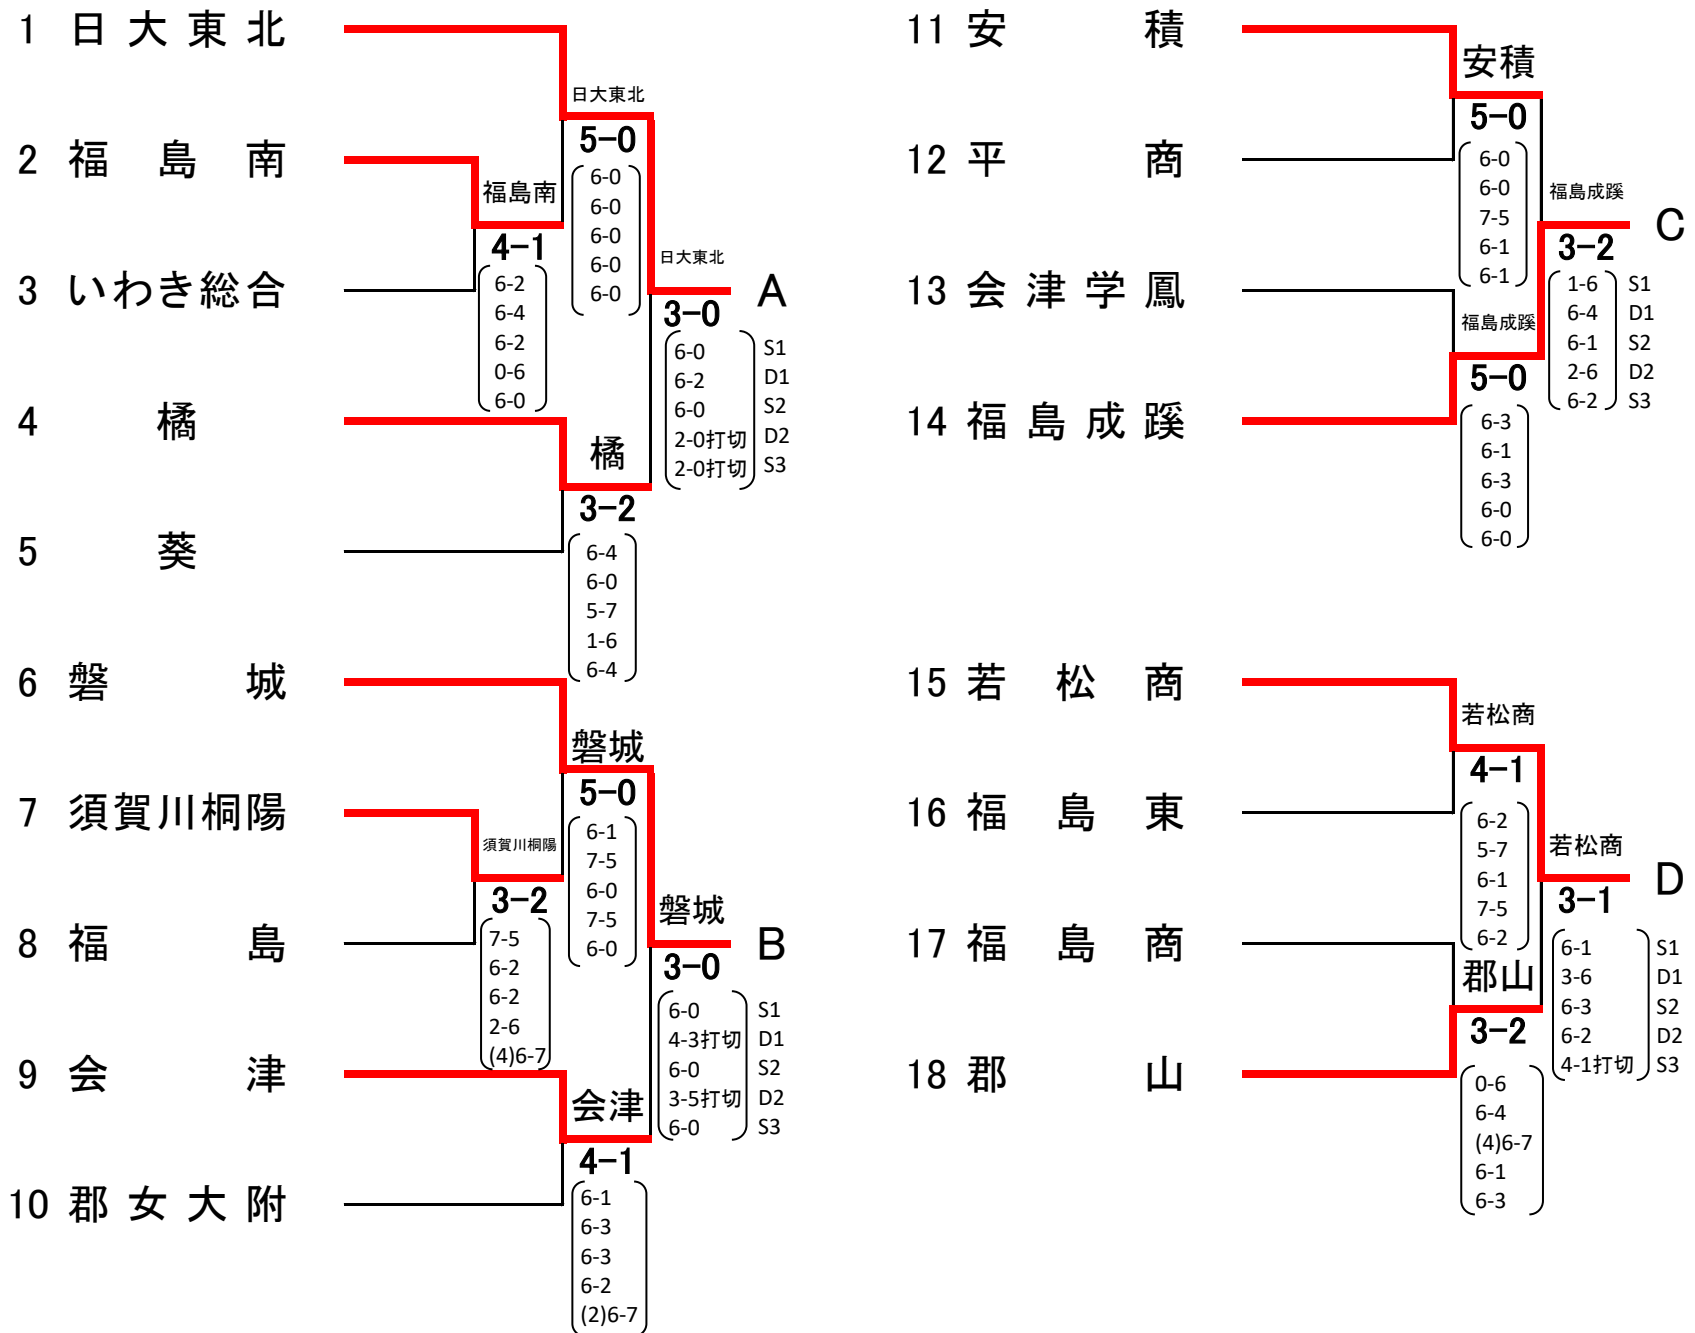 1 日大東北
日大東北
5-0
6-0
6-0
6-0
6-0
6-0
2 福島南
福島南
4-1
6-2
6-4
6-2
0-6
6-0
3 いわき総合
日大東北
A
3-0
6-0 S1
6-2 D1
6-0 S2
2-0打切 D2
2-0打切 S3
4 橘
橘
3-2
6-4
6-0
5-7
1-6
6-4
5 葵
6 磐城
磐城
5-0
6-1
7-5
6-0
7-5
6-0
7 須賀川桐陽
須賀川桐陽
3-2
7-5
6-2
6-2
2-6
(4)6-7
8 福島
磐城
B
3-0
6-0 S1
4-3打切 D1
6-0 S2
3-5打切 D2
6-0 S3
9 会津
会津
4-1
6-1
6-3
6-3
6-2
(2)6-7
10 郡女大附
11 安積
安積
5-0
6-0
6-0
7-5
6-1
6-1
12 平商
福島成蹊
C
3-2
1-6 S1
6-4 D1
6-1 S2
2-6 D2
6-2 S3
13 会津学鳳
福島成蹊
5-0
6-3
6-1
6-3
6-0
6-0
14 福島成蹊
15 若松商
若松商
4-1
6-2
5-7
6-1
7-5
6-2
16 福島東
若松商
D
3-1
6-1 S1
3-6 D1
6-3 S2
6-2 D2
4-1打切 S3
17 福島商
郡山
3-2
0-6
6-4
(4)6-7
6-1
6-3
18 郡山